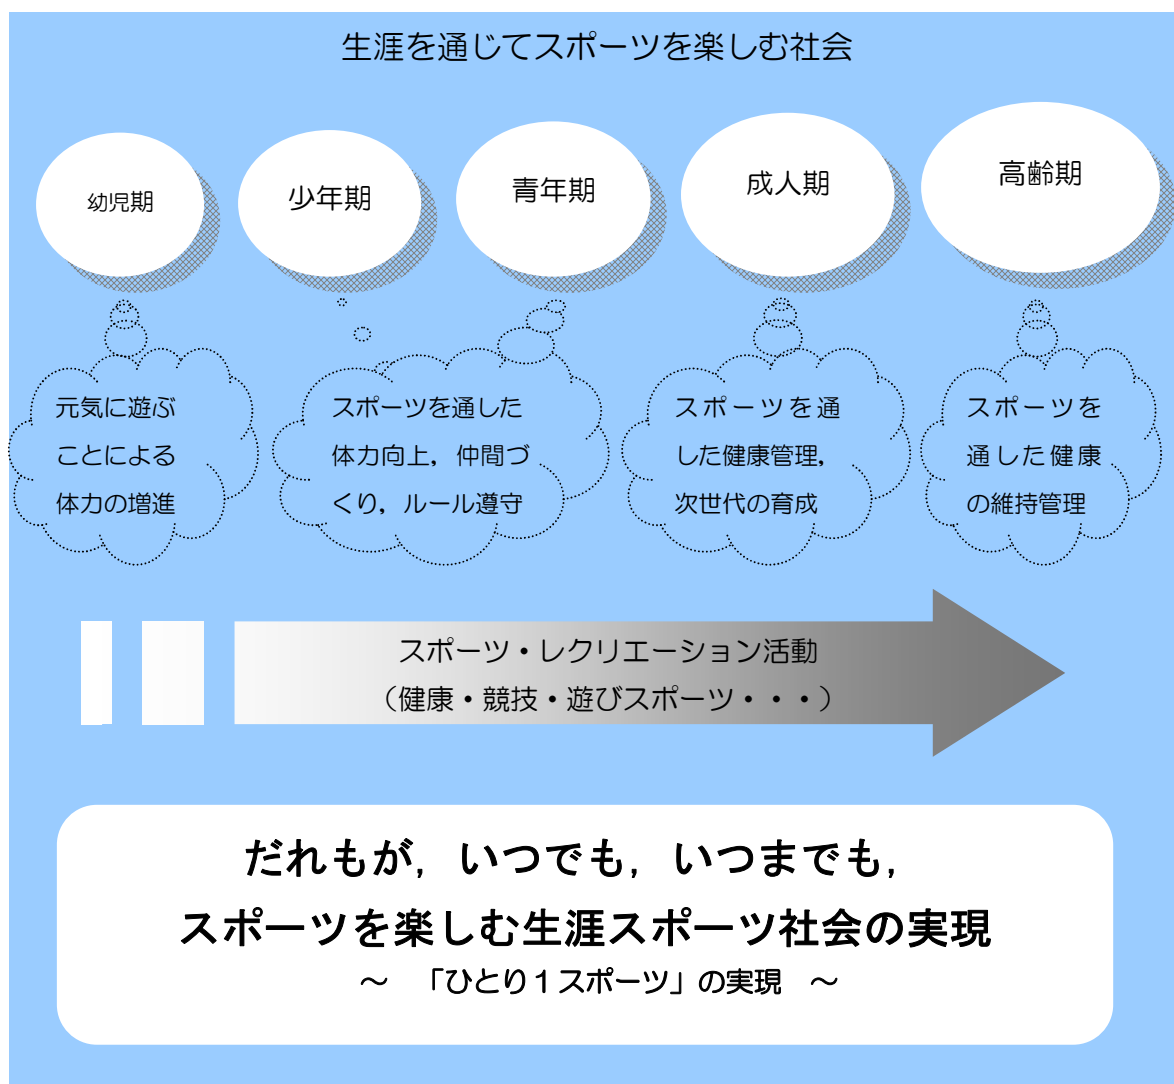 生涯を通じてスポーツを楽しむ社会
幼児期
少年期
青年期
成人期
高齢期
元気に遊ぶ
ことによる
体力の増進
スポーツを通した
体力向上，仲間づ
くり，ルール遵守
スポーツを通
した健康管理，
次世代の育成
スポーツを
通した健康
の維持管理
スポーツ・レクリエーション活動
（健康・競技・遊びスポーツ・・・）
だれもが，いつでも，いつまでも，
スポーツを楽しむ生涯スポーツ社会の実現
～　「ひとり１スポーツ」の実現　～